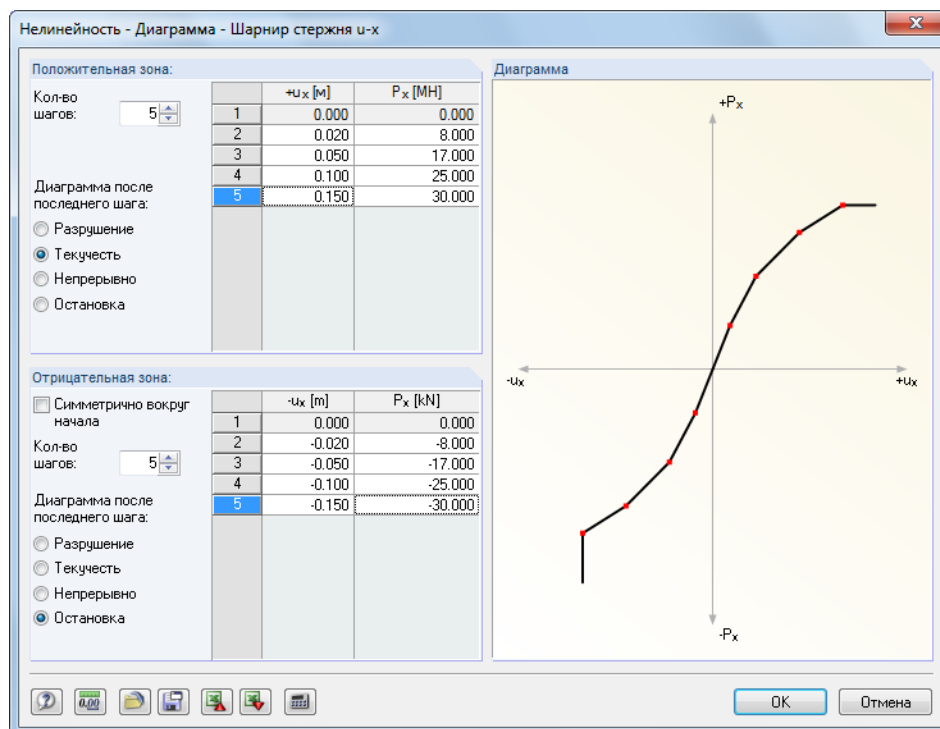 Нелинейность - Диаграмма - Шарнир стержня u-x
Положительная зона:
Кол-во
шагов:
5
Диаграмма после
последнего шага:
Разрушение
Текучесть
Непрерывно
Остановка
+ux [м] Px [МН]
1 0.000 0.000
2 0.020 8.000
3 0.050 17.000
4 0.100 25.000
5 0.150 30.000
Отрицательная зона:
Симметрично вокруг
начала
Кол-во
шагов:
5
Диаграмма после
последнего шага:
Разрушение
Текучесть
Непрерывно
Остановка
-ux [m] Px [kN]
1 0.000 0.000
2 -0.020 -8.000
3 -0.050 -17.000
4 -0.100 -25.000
5 -0.150 -30.000
Диаграмма
+Px
-ux
+ux
-Px
0.00
OK
Отмена